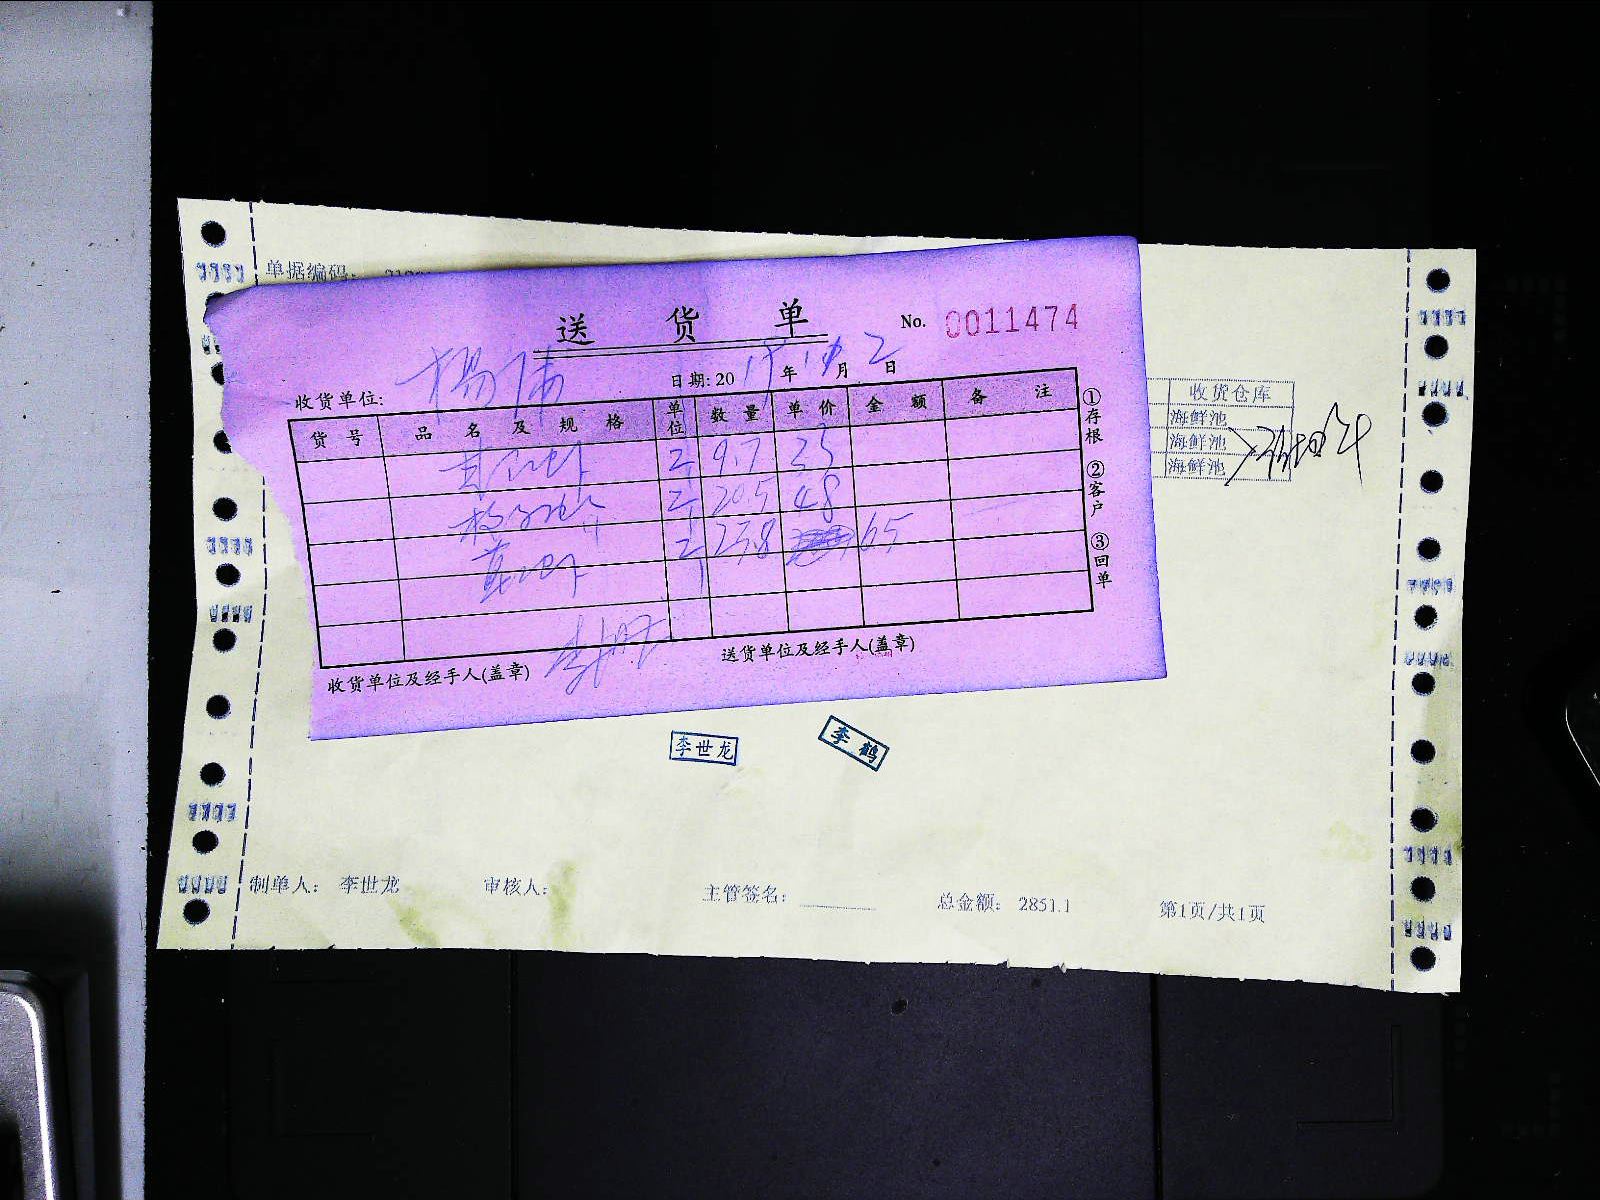 单据编码:
送 货 单
No. 0011474
收货单位: 杨伟
日期: 20 19 年 10 月 2 日
货号 品名及规格 单位 数量 单价 金额 备注
9.7 35
20.5 48
23.8 65
①存根 ②客户 ③回单
收货单位及经手人(盖章)
送货单位及经手人(盖章)
收货仓库
海鲜池
海鲜池
海鲜池
李世龙
李鹤
制单人: 李世龙 审核人: 主管签名: 总金额: 2851.1 第1页/共1页